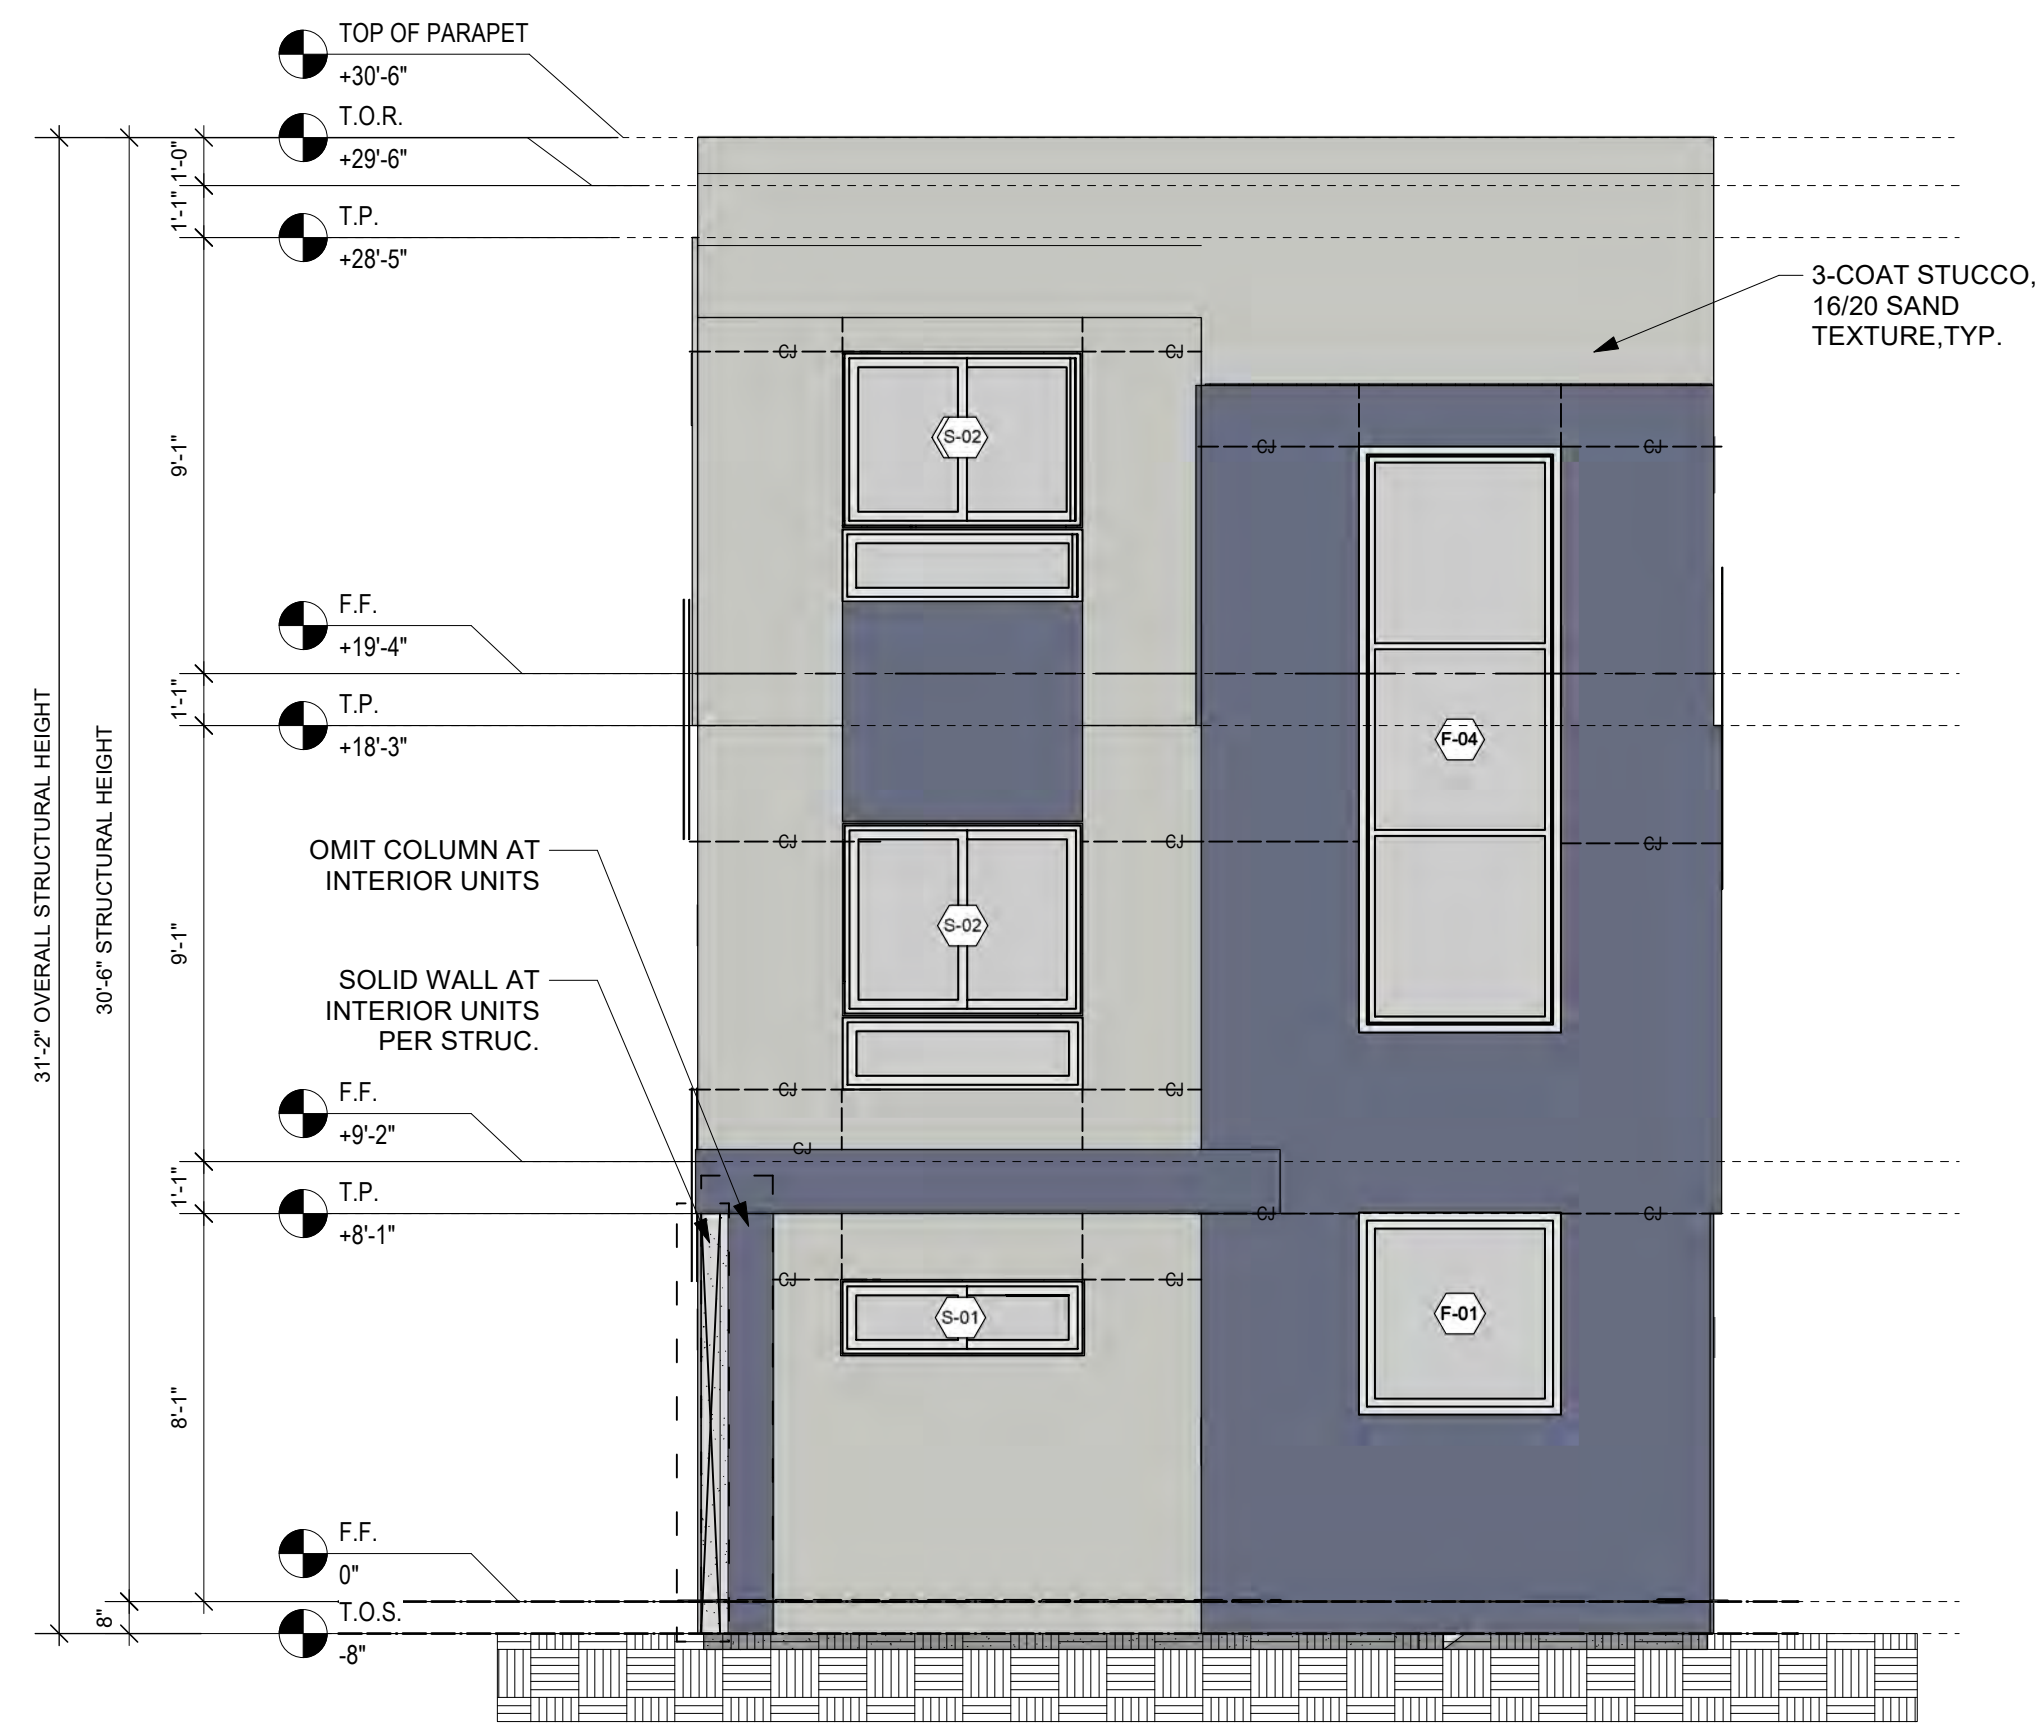 TOP OF PARAPET
+30'-6"
T.O.R.
+29'-6"
1'-0"
1'-1"
T.P.
+28'-5"
3-COAT STUCCO,
16/20 SAND
TEXTURE,TYP.
CJ
CJ
S-02
CJ
CJ
9'-1"
F.F.
+19'-4"
1'-1"
T.P.
+18'-3"
31'-2" OVERALL STRUCTURAL HEIGHT
30'-6" STRUCTURAL HEIGHT
F-04
CJ
CJ
CJ
OMIT COLUMN AT
INTERIOR UNITS
S-02
9'-1"
SOLID WALL AT
INTERIOR UNITS
PER STRUC.
CJ
CJ
F.F.
+9'-2"
CJ
1'-1"
T.P.
+8'-1"
CJ
CJ
CJ
CJ
S-01
F-01
8'-1"
F.F.
0"
8"
T.O.S.
-8"